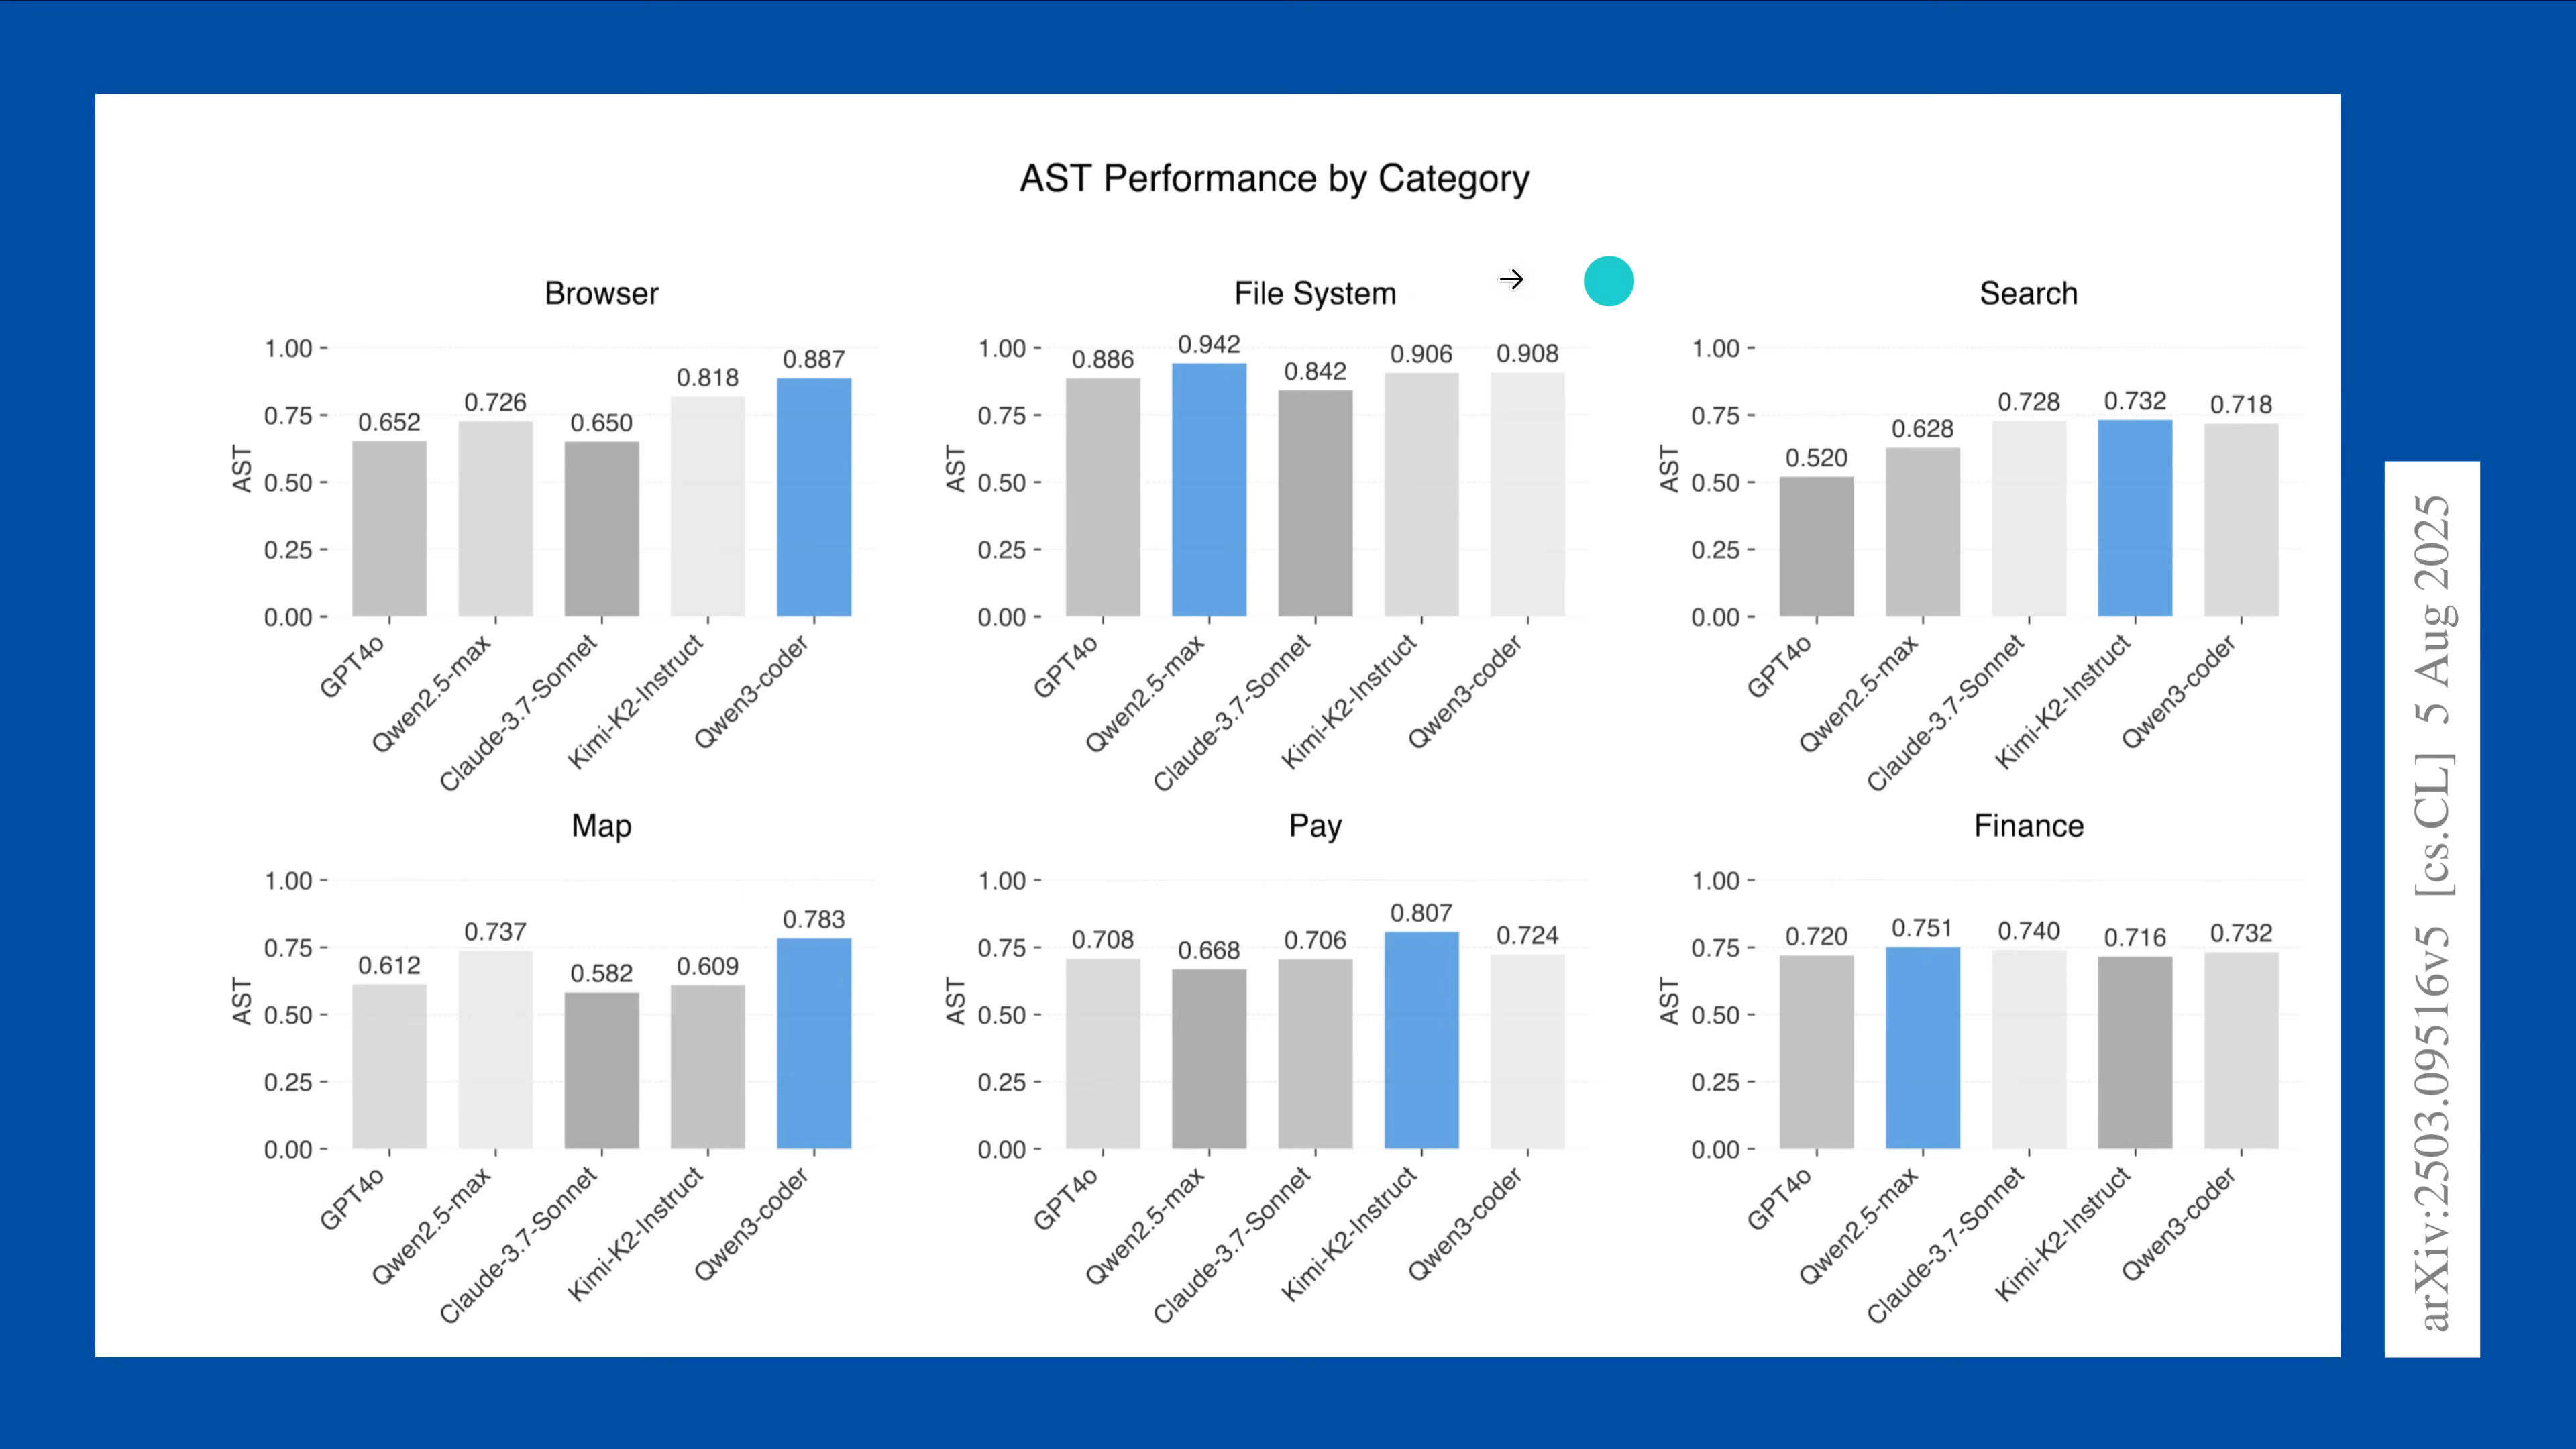 AST Performance by Category
Browser
1.00
0.75
0.50
0.25
0.00
AST
0.652
0.726
0.650
0.818
0.887
GPT4o
Qwen2.5-max
Claude-3.7-Sonnet
Kimi-K2-Instruct
Qwen3-coder
File System
→
1.00
0.75
0.50
0.25
0.00
AST
0.886
0.942
0.842
0.906
0.908
GPT4o
Qwen2.5-max
Claude-3.7-Sonnet
Kimi-K2-Instruct
Qwen3-coder
Search
1.00
0.75
0.50
0.25
0.00
AST
0.520
0.628
0.728
0.732
0.718
GPT4o
Qwen2.5-max
Claude-3.7-Sonnet
Kimi-K2-Instruct
Qwen3-coder
Map
1.00
0.75
0.50
0.25
0.00
AST
0.612
0.737
0.582
0.609
0.783
GPT4o
Qwen2.5-max
Claude-3.7-Sonnet
Kimi-K2-Instruct
Qwen3-coder
Pay
1.00
0.75
0.50
0.25
0.00
AST
0.708
0.668
0.706
0.807
0.724
GPT4o
Qwen2.5-max
Claude-3.7-Sonnet
Kimi-K2-Instruct
Qwen3-coder
Finance
1.00
0.75
0.50
0.25
0.00
AST
0.720
0.751
0.740
0.716
0.732
GPT4o
Qwen2.5-max
Claude-3.7-Sonnet
Kimi-K2-Instruct
Qwen3-coder
arXiv:2503.09516v5 [cs.CL] 5 Aug 2025